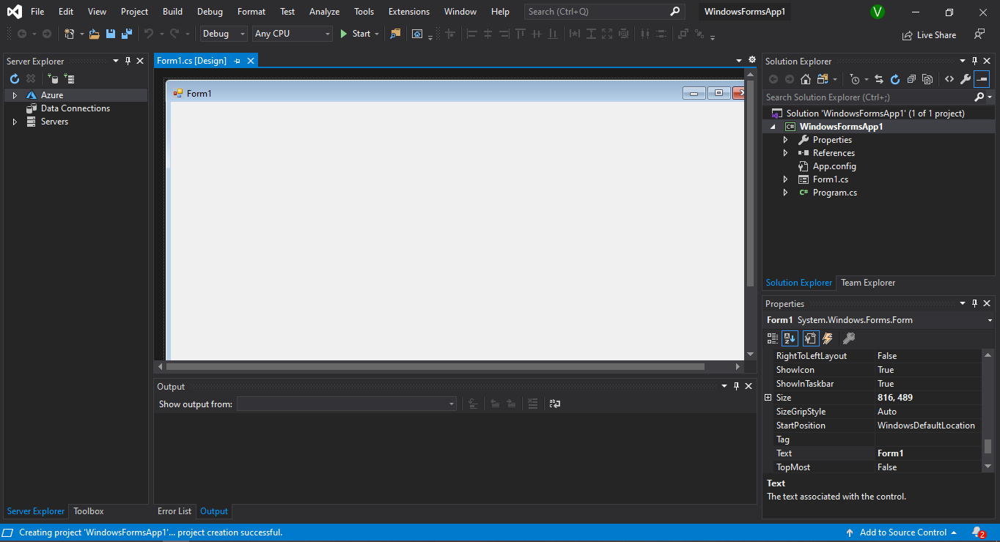 File Edit View Project Build Debug Format Test Analyze Tools Extensions Window Help Search (Ctrl+Q) WindowsFormsApp1 V
Debug Any CPU Start Live Share
Server Explorer
Azure
Data Connections
Servers
Server Explorer Toolbox
Form1.cs [Design]
Form1
Output
Show output from:
Error List Output
Solution Explorer
Search Solution Explorer (Ctrl+;)
Solution 'WindowsFormsApp1' (1 of 1 project)
C# WindowsFormsApp1
Properties
References
App.config
Form1.cs
C# Program.cs
Solution Explorer Team Explorer
Properties
Form1 System.Windows.Forms.Form
RightToLeftLayout False
ShowIcon True
ShowInTaskbar True
Size 816, 489
SizeGripStyle Auto
StartPosition WindowsDefaultLocation
Tag
Text Form1
TopMost False
Text
The text associated with the control.
Creating project 'WindowsFormsApp1'... project creation successful. Add to Source Control 2